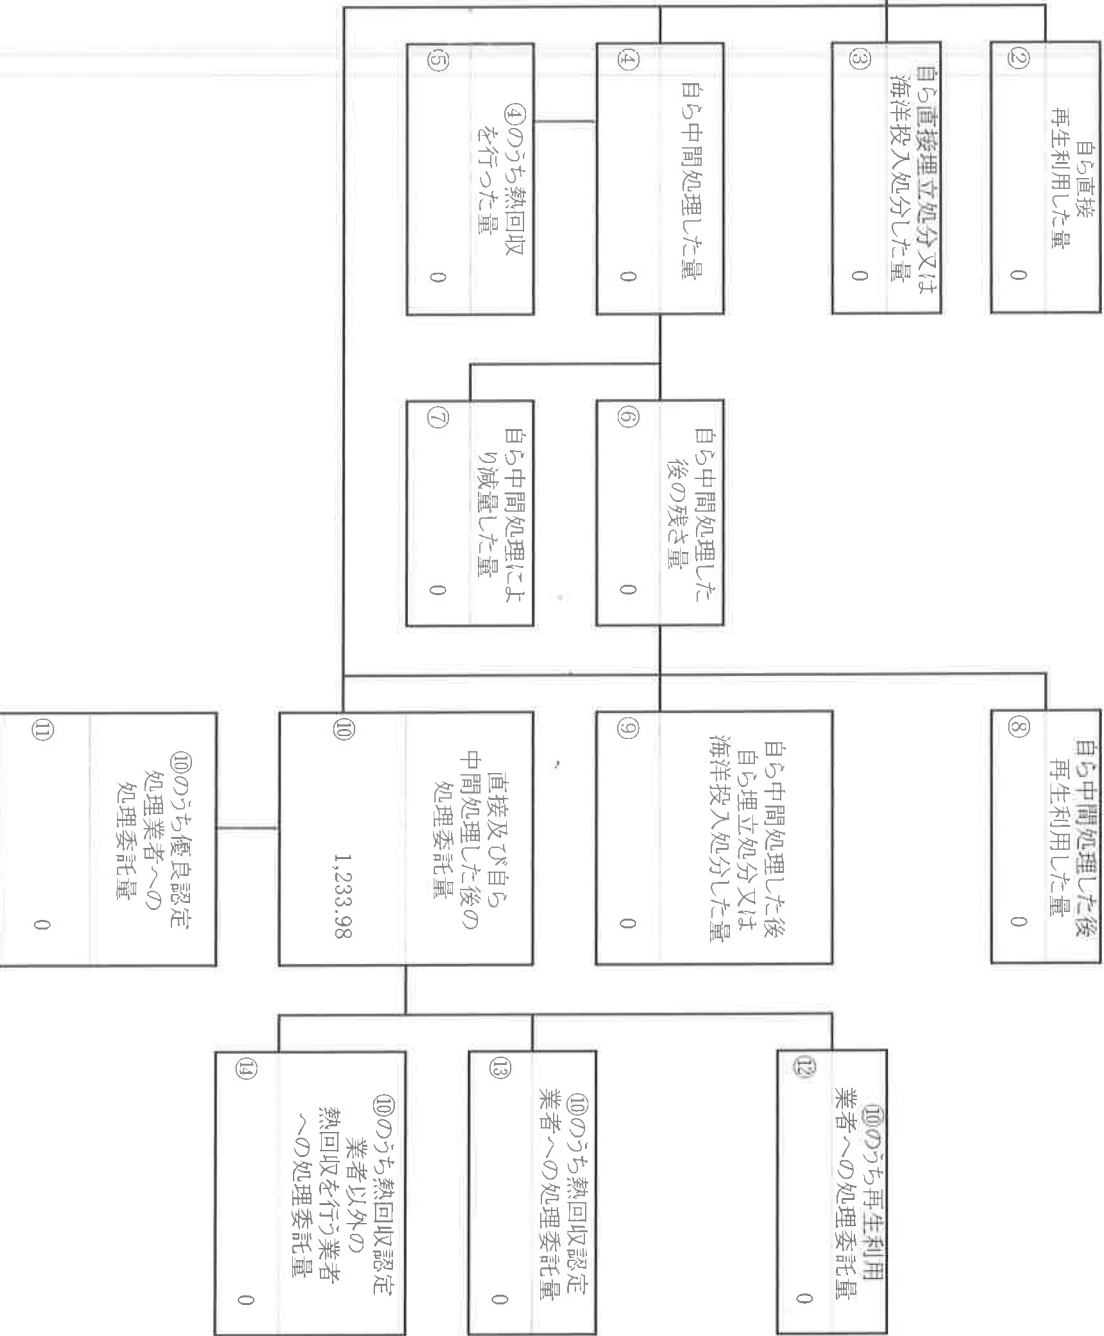 ②
自ら直接
再生利用した量
0
③
自ら直接埋立処分又は
海洋投入処分した量
0
④
自ら中間処理した量
0
⑤
④のうち熱回収
を行った量
0
⑥
自ら中間処理した
後の残さ量
0
⑦
自ら中間処理によ
り減量した量
0
⑧
自ら中間処理した後
再生利用した量
0
⑨
自ら中間処理した後
自ら埋立処分又は
海洋投入処分した量
0
⑩
直接及び自ら
中間処理した後の
処理委託量
1,233.98
⑪
⑩のうち優良認定
処理業者への
処理委託量
0
⑫
⑩のうち再生利用
業者への処理委託量
0
⑬
⑩のうち熱回収認定
業者への処理委託量
0
⑭
⑩のうち熱回収認定
業者以外の
熱回収を行う業者
への処理委託量
0